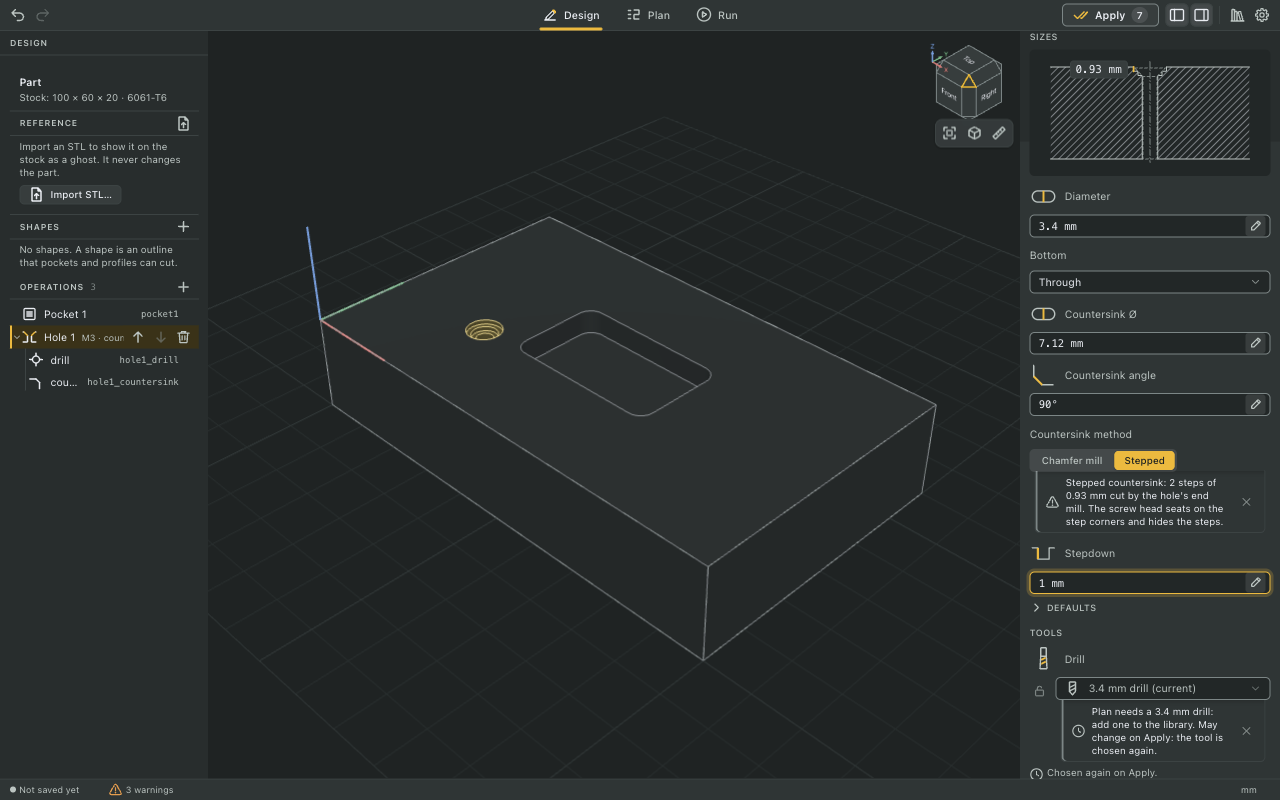 Design
Plan
Run
Apply 7
DESIGN
Part
Stock: 100 × 60 × 20 · 6061-T6
REFERENCE
Import an STL to show it on the
stock as a ghost. It never changes
the part.
Import STL...
SHAPES
No shapes. A shape is an outline
that pockets and profiles can cut.
OPERATIONS 3
Pocket 1 pocket1
Hole 1 M3 · coun
drill hole1_drill
cou... hole1_countersink
Z
Y
X
Top
Front
Right
SIZES
0.93 mm
Diameter
3.4 mm
Bottom
Through
Countersink Ø
7.12 mm
Countersink angle
90°
Countersink method
Chamfer mill
Stepped
Stepped countersink: 2 steps of
0.93 mm cut by the hole's end
mill. The screw head seats on the
step corners and hides the steps.
Stepdown
1 mm
DEFAULTS
TOOLS
Drill
3.4 mm drill (current)
Plan needs a 3.4 mm drill:
add one to the library. May
change on Apply: the tool is
chosen again.
Chosen again on Apply.
Not saved yet
3 warnings
mm